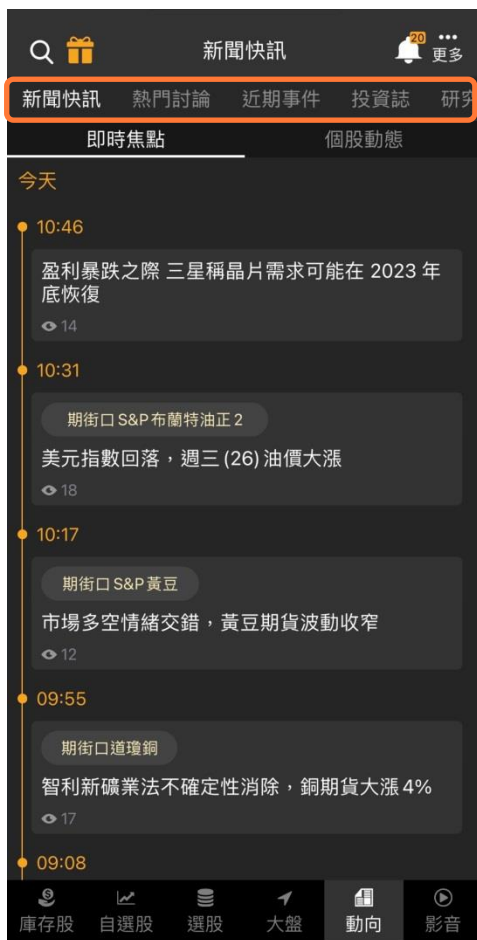 20
新聞快訊
更多
新聞快訊 熱門討論 近期事件 投資誌 研究
即時焦點 個股動態
今天
10:46
盈利暴跌之際 三星稱晶片需求可能在 2023 年
底恢復
14
10:31
期街口S&P布蘭特油正2
美元指數回落，週三(26)油價大漲
18
10:17
期街口S&P黃豆
市場多空情緒交錯，黃豆期貨波動收窄
12
09:55
期街口道瓊銅
智利新礦業法不確定性消除，銅期貨大漲4%
17
09:08
庫存股 自選股 選股 大盤 動向 影音